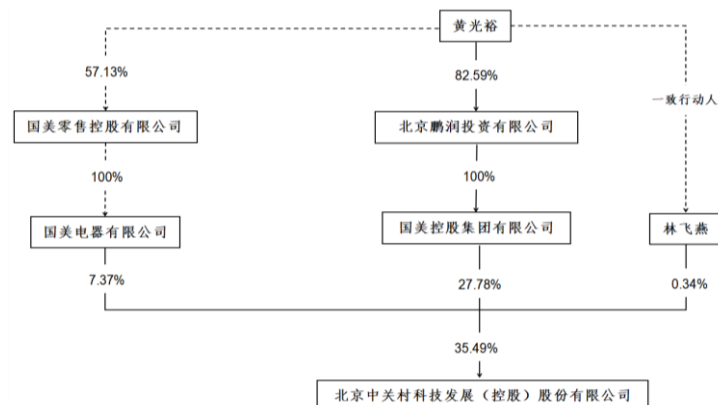 黄光裕
57.13%
82.59%
一致行动人
国美零售控股有限公司
北京鹏润投资有限公司
100%
100%
国美电器有限公司
国美控股集团有限公司
林飞燕
7.37%
27.78%
0.34%
35.49%
北京中关村科技发展（控股）股份有限公司